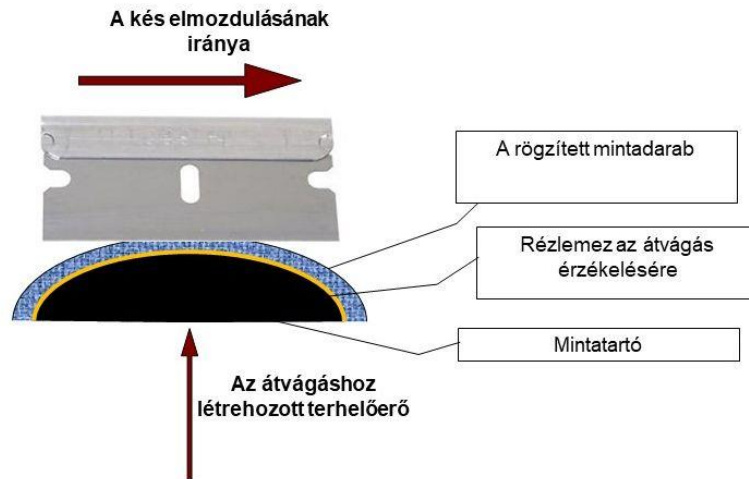 A kés elmozdulásának
iránya
A rögzített mintadarab
Rézlemez az átvágás
érzékelésére
Mintatartó
Az átvágáshoz
létrehozott terhelőerő